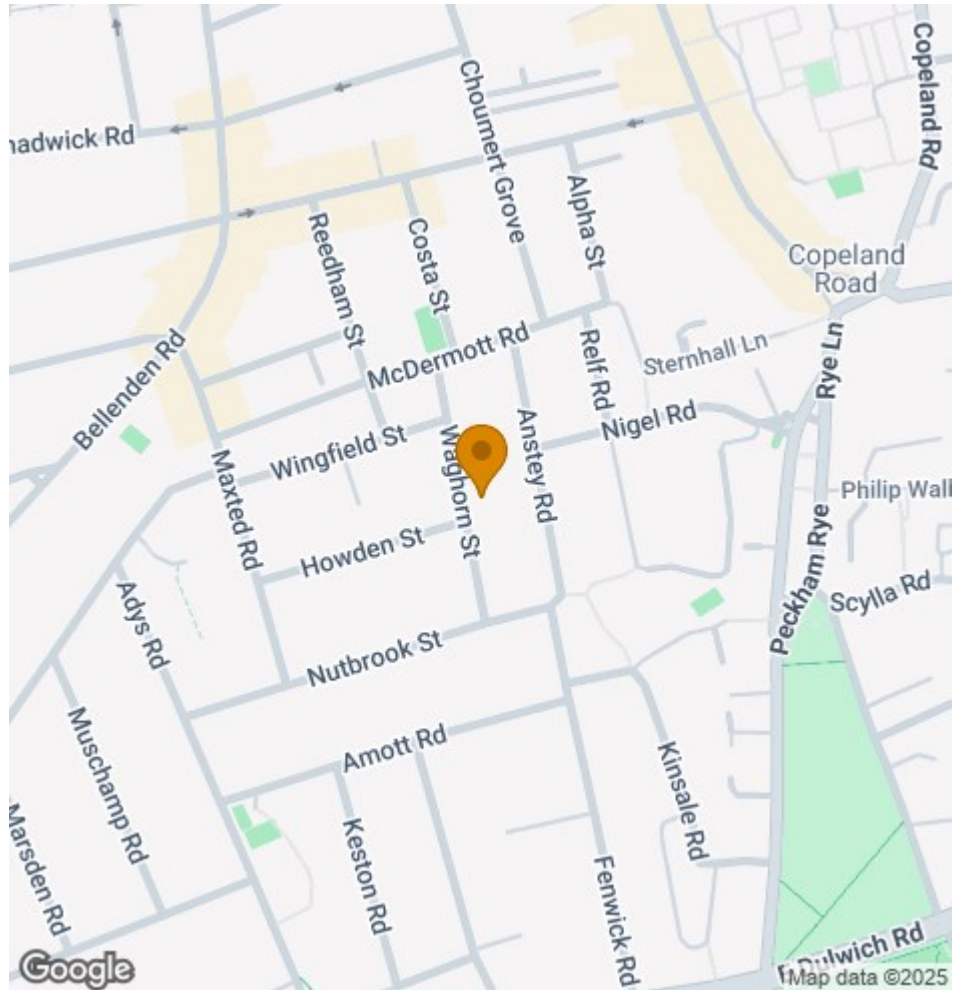 Copeland Rd
Choumert Grove
hadwick Rd
Alpha St
Reedham St
Costa St
Copeland
Road
Bellenden Rd
McDermott Rd
Relf Rd
Sternhall Ln
Rye Ln
Nigel Rd
Anstey Rd
Wingfield St
Waghorn St
Maxted Rd
Philip Wall
Howden St
Peckham Rye
Scylla Rd
Adys Rd
Nutbrook St
Amott Rd
Muschamp Rd
Kinsale Rd
Marsden Rd
Keston Rd
Fenwick Rd
E Dulwich Rd
Google
Map data ©2025